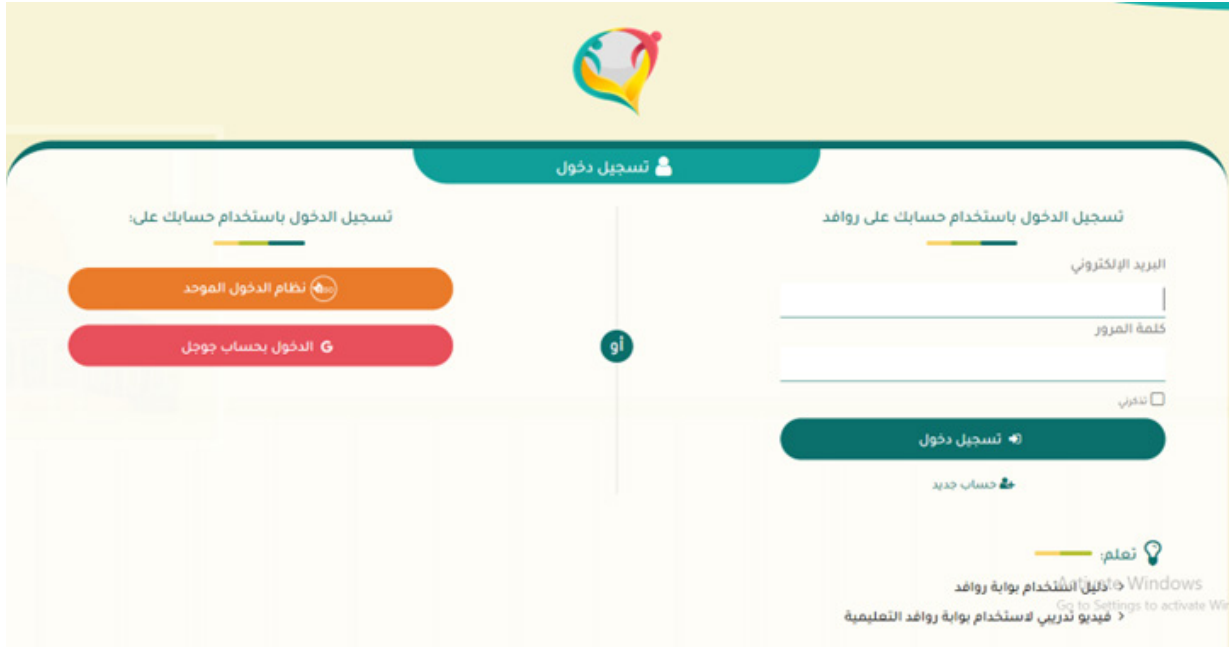 تسجيل دخول
تسجيل الدخول باستخدام حسابك على روافد
البريد الإلكتروني
كلمة المرور
تذكرني
تسجيل دخول
حساب جديد
أو
تسجيل الدخول باستخدام حسابك على:
نظام الدخول الموحد
G الدخول بحساب جوجل
تعلم:
دليل استخدام بوابة روافد
فيديو تدريبي لاستخدام بوابة روافد التعليمية
Activate Windows
Go to Settings to activate